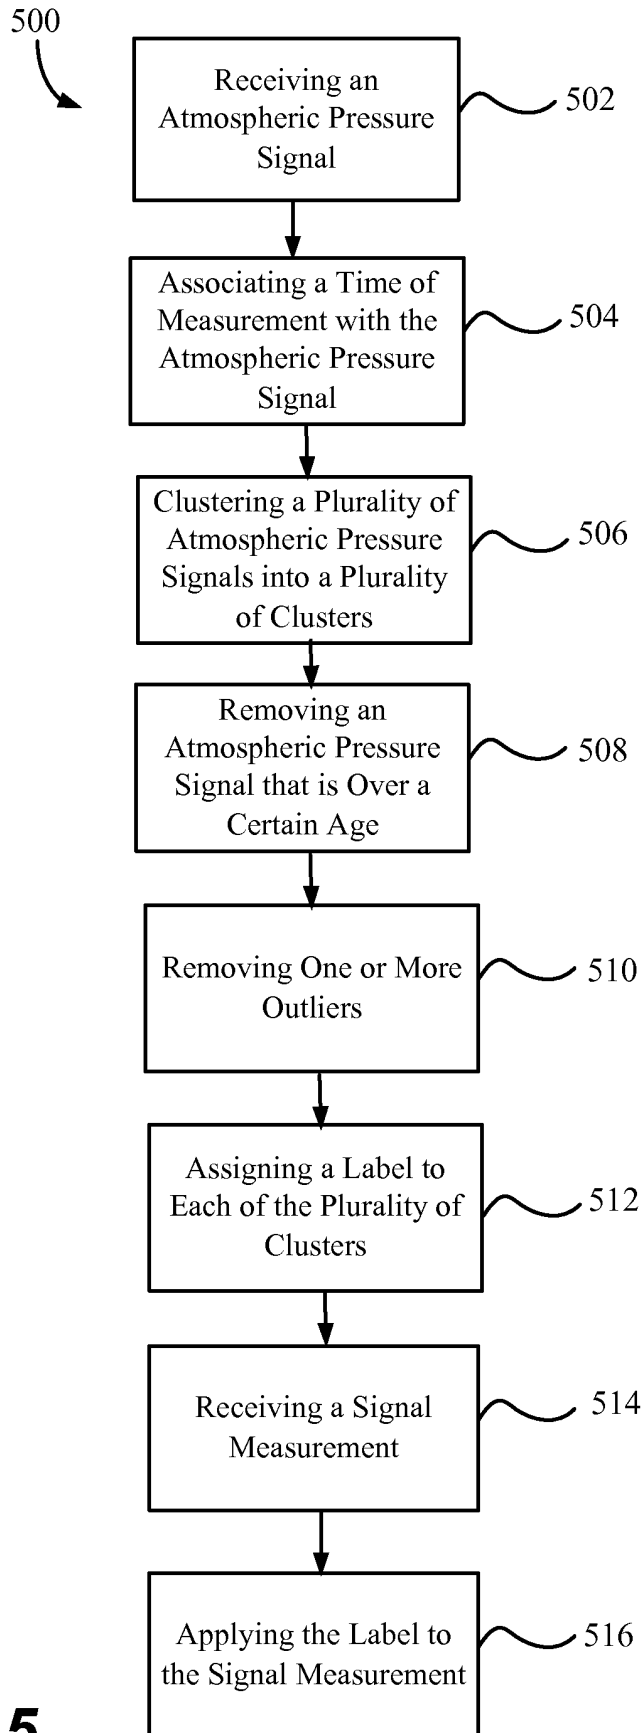 500
Receiving an
Atmospheric Pressure
Signal
502
Associating a Time of
Measurement with the
Atmospheric Pressure
Signal
504
Clustering a Plurality of
Atmospheric Pressure
Signals into a Plurality
of Clusters
506
Removing an
Atmospheric Pressure
Signal that is Over a
Certain Age
508
Removing One or More
Outliers
510
Assigning a Label to
Each of the Plurality of
Clusters
512
Receiving a Signal
Measurement
514
Applying the Label to
the Signal Measurement
516
5